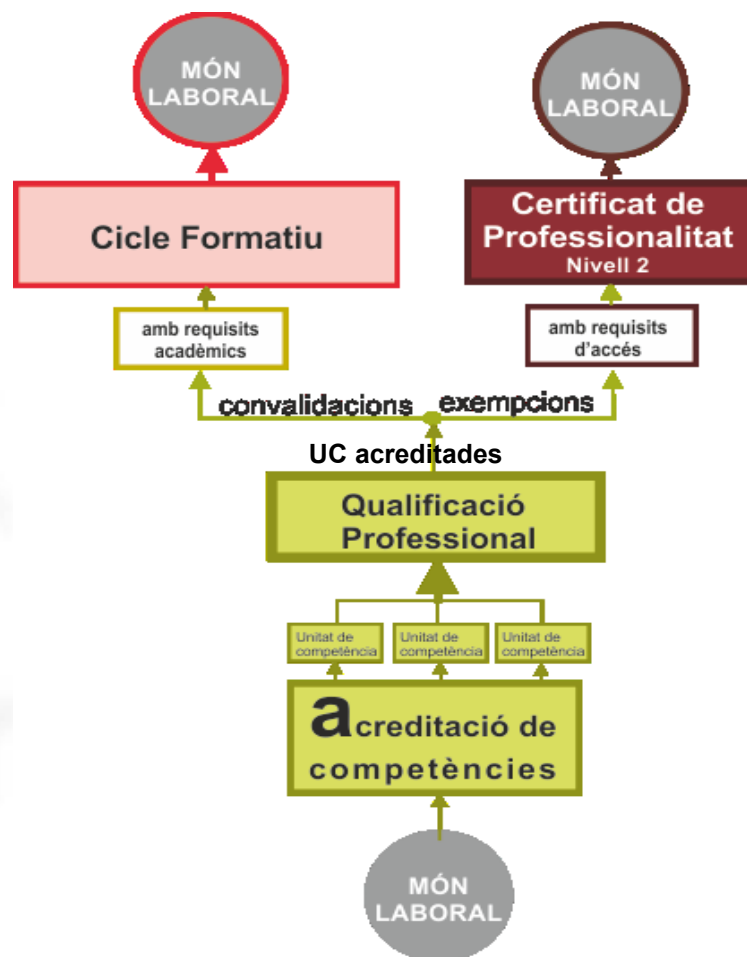 MÓN
LABORAL
MÓN
LABORAL
Cicle Formatiu
Certificat de
Professionalitat
Nivell 2
amb requisits
acadèmics
amb requisits
d'accés
convalidacions
exempcions
UC acreditades
Qualificació
Professional
Unitat de
competència
Unitat de
competència
Unitat de
competència
acreditació de
competències
MÓN
LABORAL